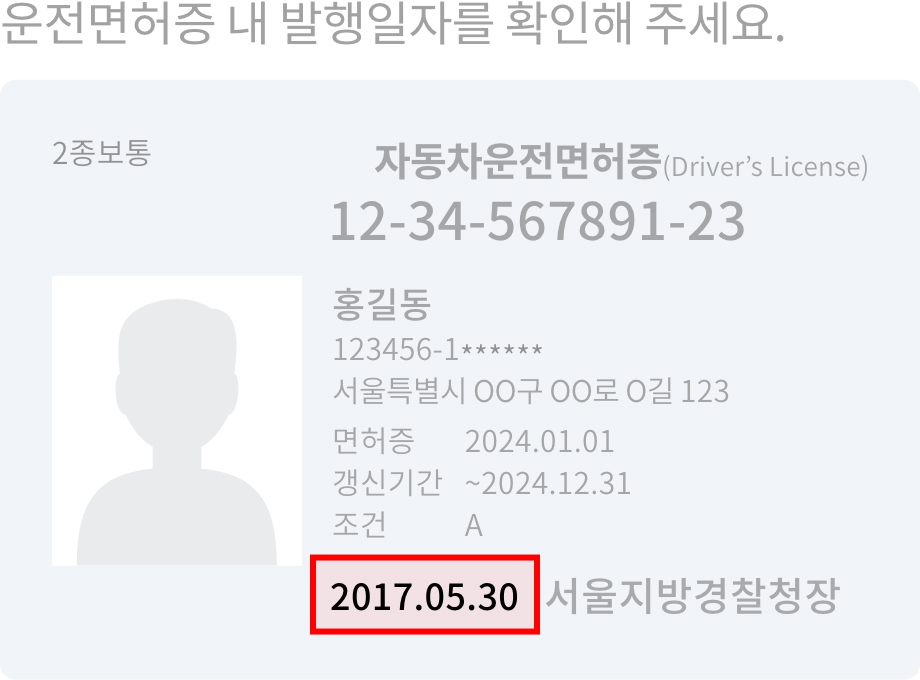 운전면허증 내 발행일자를 확인해 주세요.
2종보통
자동차운전면허증(Driver’s License)
12-34-567891-23
홍길동
123456-1******
서울특별시 OO구 OO로 O길 123
면허증 2024.01.01
갱신기간 ~2024.12.31
조건 A
2017.05.30 서울지방경찰청장